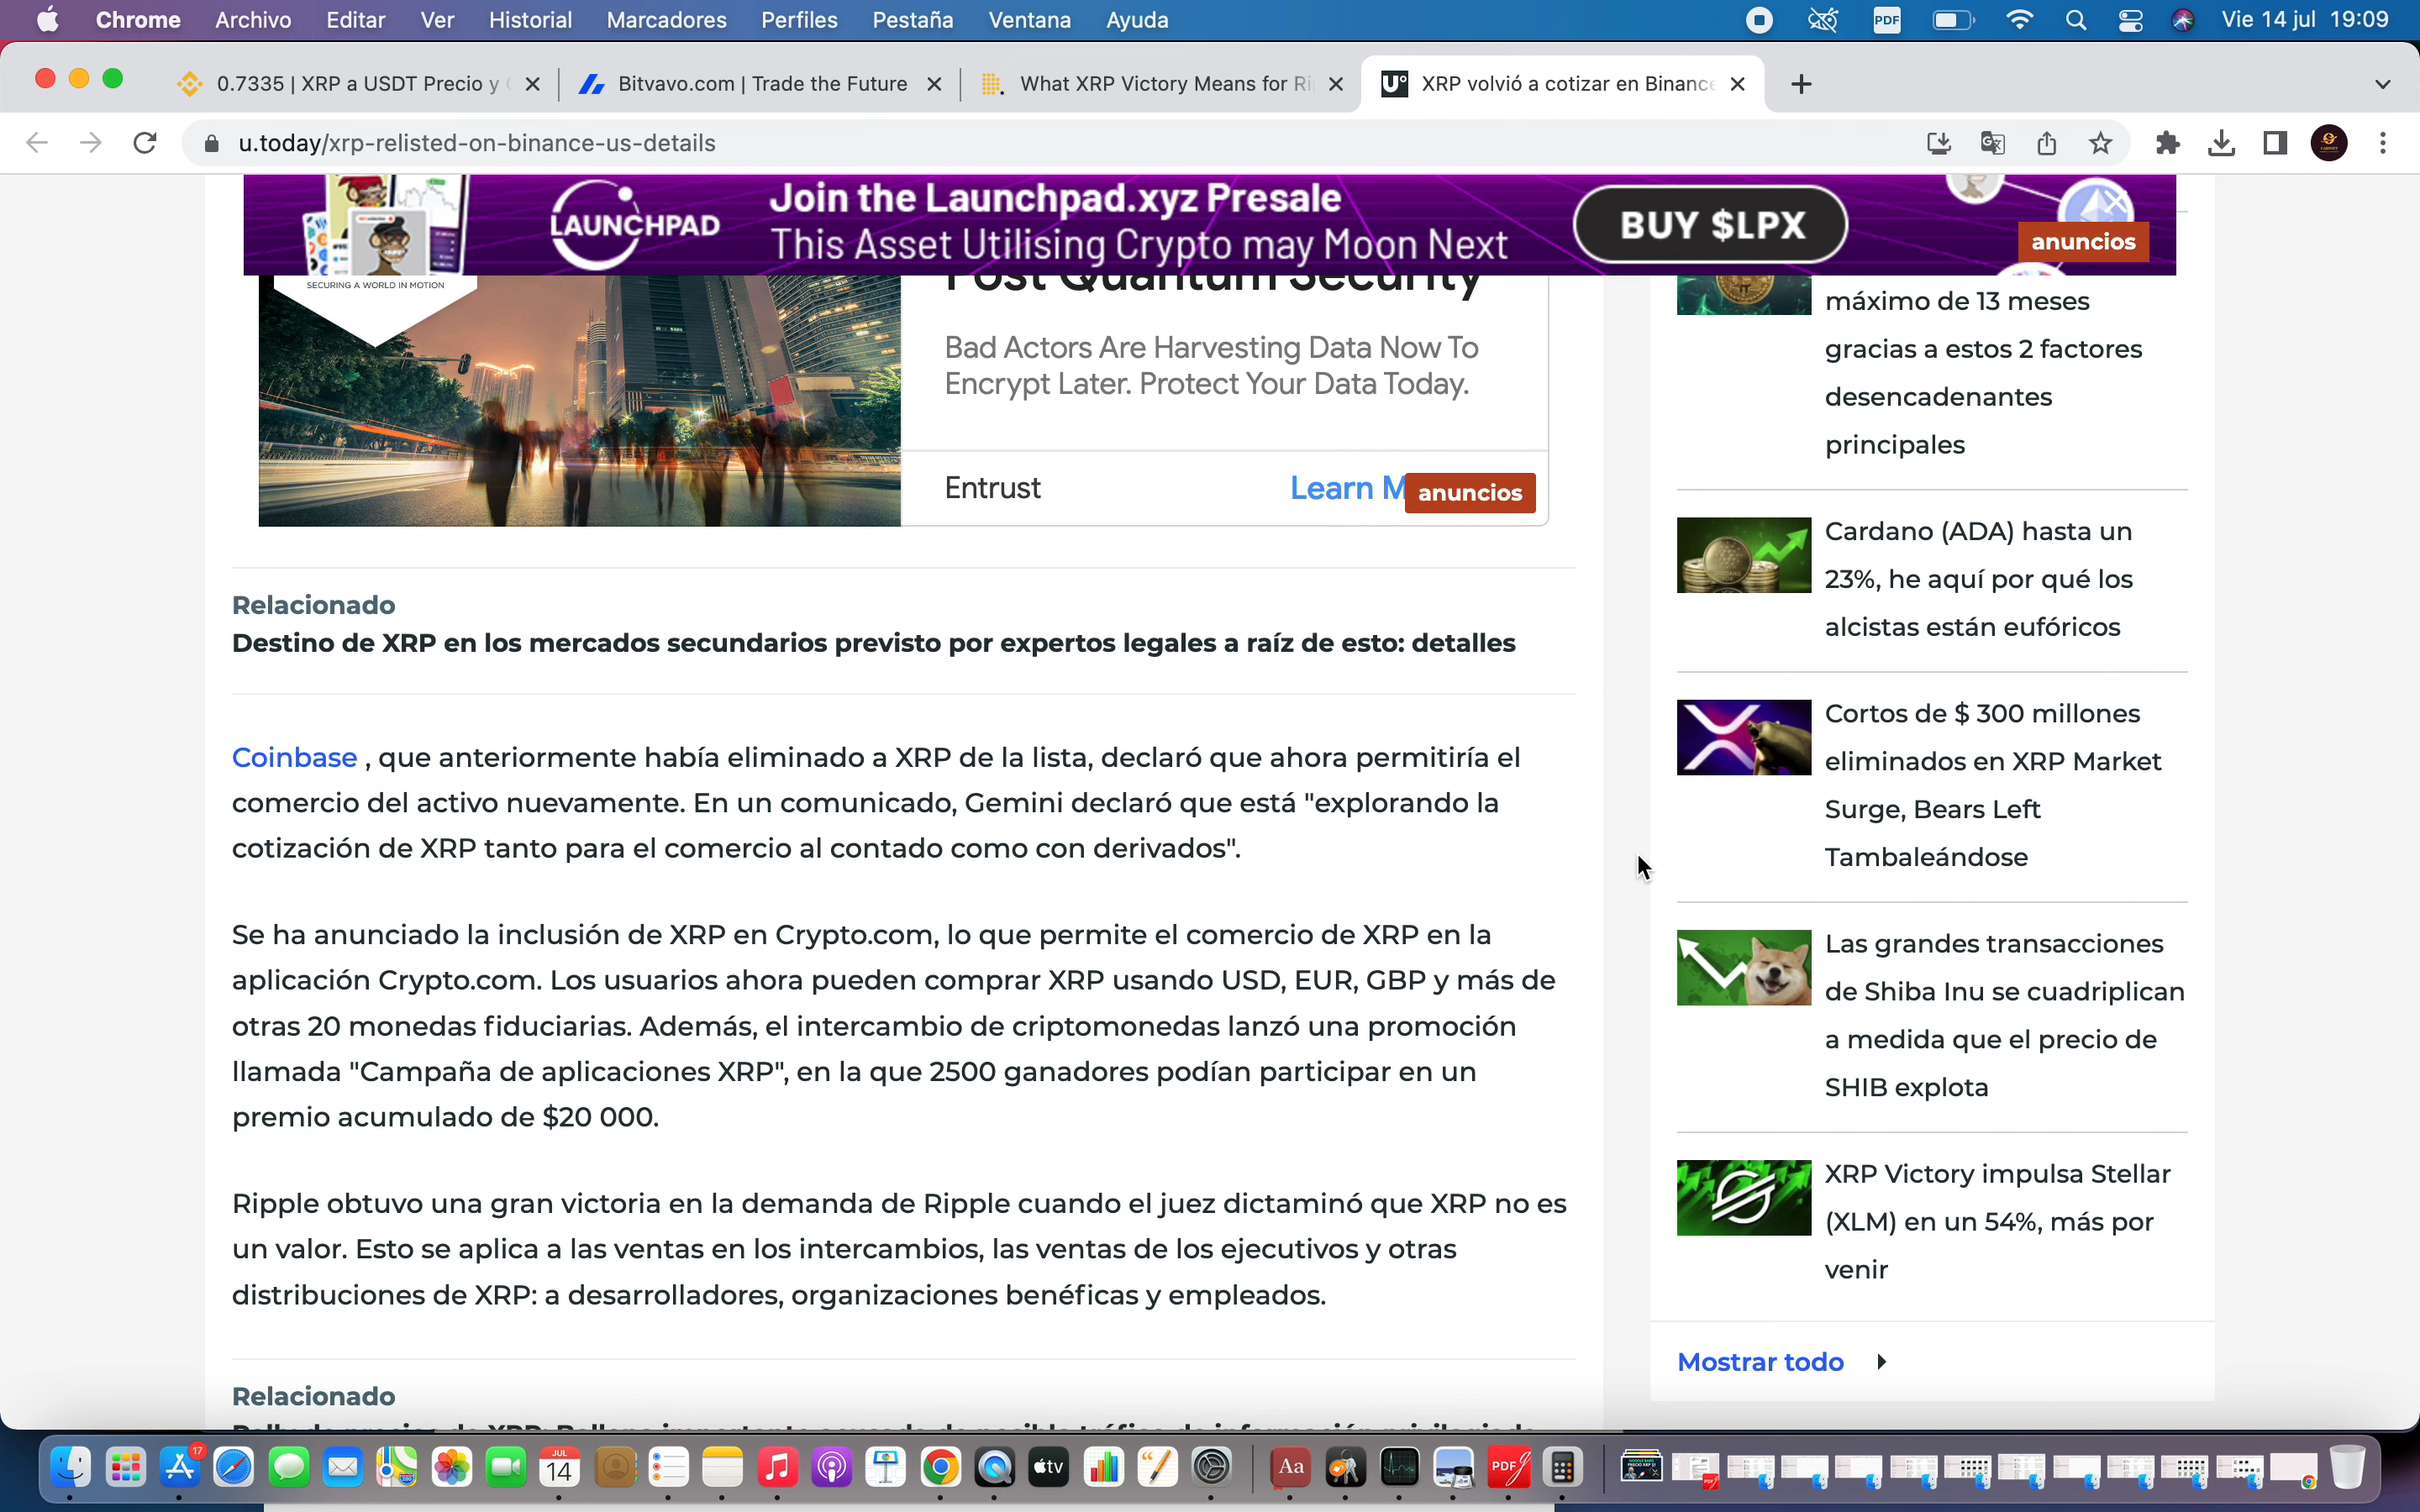 Chrome Archivo Editar Ver Historial Marcadores Perfiles Pestaña Ventana Ayuda
PDF
Vie 14 jul 19:09
0.7335 | XRP a USDT Precio y
Bitvavo.com | Trade the Future
What XRP Victory Means for Ri
XRP volvió a cotizar en Binance
u.today/xrp-relisted-on-binance-us-details
LAUNCHPAD
Join the Launchpad.xyz Presale
This Asset Utilising Crypto may Moon Next
BUY $LPX
anuncios
SECURING A WORLD IN MOTION
Post Quantum Security
Bad Actors Are Harvesting Data Now To
Encrypt Later. Protect Your Data Today.
Entrust
Learn M
anuncios
Relacionado
Destino de XRP en los mercados secundarios previsto por expertos legales a raíz de esto: detalles
Coinbase , que anteriormente había eliminado a XRP de la lista, declaró que ahora permitiría el
comercio del activo nuevamente. En un comunicado, Gemini declaró que está "explorando la
cotización de XRP tanto para el comercio al contado como con derivados".
Se ha anunciado la inclusión de XRP en Crypto.com, lo que permite el comercio de XRP en la
aplicación Crypto.com. Los usuarios ahora pueden comprar XRP usando USD, EUR, GBP y más de
otras 20 monedas fiduciarias. Además, el intercambio de criptomonedas lanzó una promoción
llamada "Campaña de aplicaciones XRP", en la que 2500 ganadores podían participar en un
premio acumulado de $20 000.
Ripple obtuvo una gran victoria en la demanda de Ripple cuando el juez dictaminó que XRP no es
un valor. Esto se aplica a las ventas en los intercambios, las ventas de los ejecutivos y otras
distribuciones de XRP: a desarrolladores, organizaciones benéficas y empleados.
Relacionado
máximo de 13 meses
gracias a estos 2 factores
desencadenantes
principales
Cardano (ADA) hasta un
23%, he aquí por qué los
alcistas están eufóricos
Cortos de $ 300 millones
eliminados en XRP Market
Surge, Bears Left
Tambaleándose
Las grandes transacciones
de Shiba Inu se cuadriplican
a medida que el precio de
SHIB explota
XRP Victory impulsa Stellar
(XLM) en un 54%, más por
venir
Mostrar todo
17
JUL
14
tv
Aa
PDF